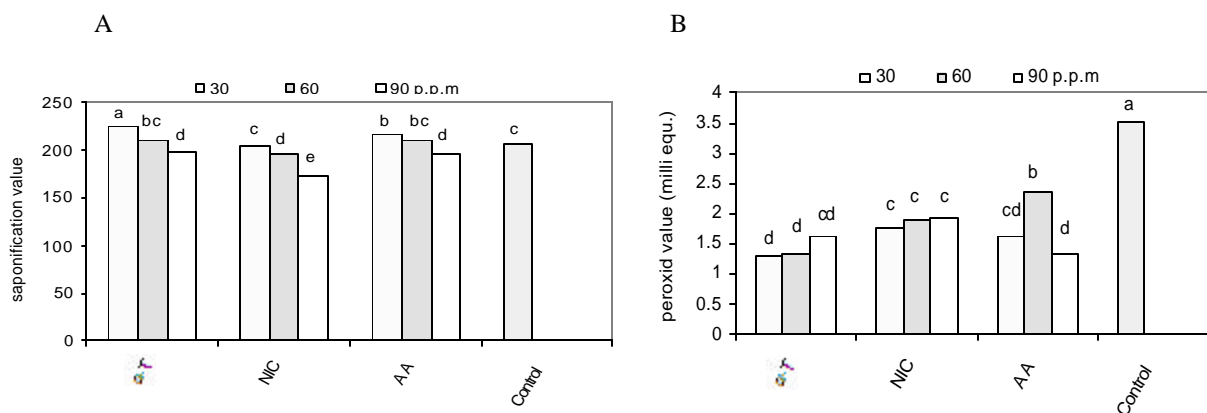 A
B
30 60 90 p.p.m
250
200
150
100
50
0
saponification value
a bc d c d e b bc d c
NIC
AA
Control
30 60 90 p.p.m
4
3.5
3
2.5
2
1.5
1
0.5
0
peroxid value (milli equ.)
d d cd c c c cd b d a
NIC
AA
Control